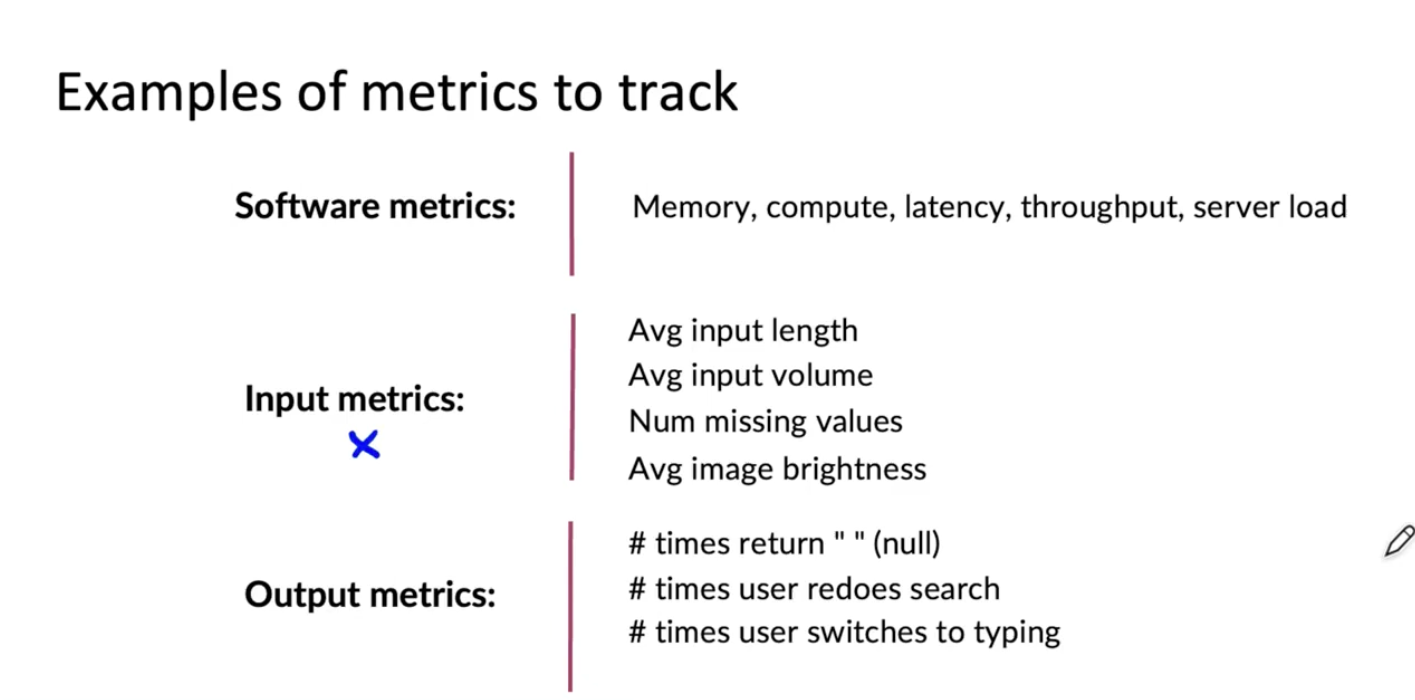 Examples of metrics to track
Software metrics:
Memory, compute, latency, throughput, server load
Input metrics:
x
Avg input length
Avg input volume
Num missing values
Avg image brightness
Output metrics:
# times return " " (null)
# times user redoes search
# times user switches to typing